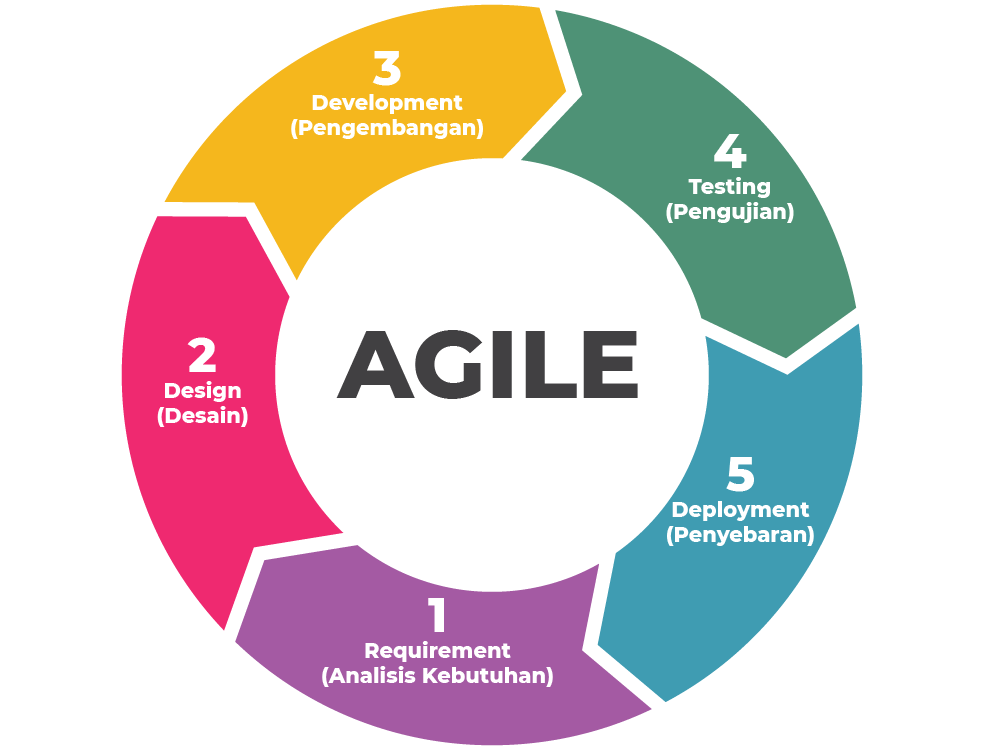 AGILE
1
Requirement
(Analisis Kebutuhan)
2
Design
(Desain)
3
Development
(Pengembangan)
4
Testing
(Pengujian)
5
Deployment
(Penyebaran)